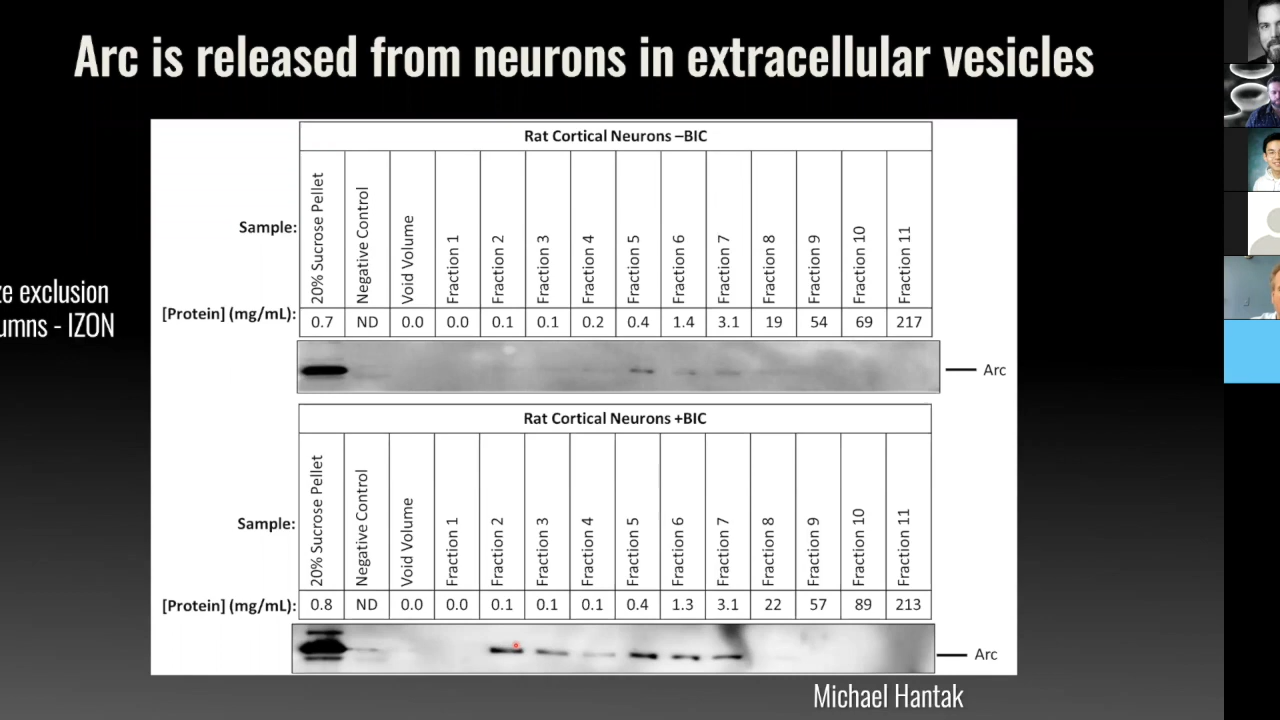 Arc is released from neurons in extracellular vesicles
Rat Cortical Neurons –BIC
Sample: 20% Sucrose Pellet Negative Control Void Volume Fraction 1 Fraction 2 Fraction 3 Fraction 4 Fraction 5 Fraction 6 Fraction 7 Fraction 8 Fraction 9 Fraction 10 Fraction 11
[Protein] (mg/mL): 0.7 ND 0.0 0.0 0.1 0.1 0.2 0.4 1.4 3.1 19 54 69 217
Arc
exclusion
- IZON
Rat Cortical Neurons +BIC
Sample: 20% Sucrose Pellet Negative Control Void Volume Fraction 1 Fraction 2 Fraction 3 Fraction 4 Fraction 5 Fraction 6 Fraction 7 Fraction 8 Fraction 9 Fraction 10 Fraction 11
[Protein] (mg/mL): 0.8 ND 0.0 0.0 0.1 0.1 0.1 0.4 1.3 3.1 22 57 89 213
Arc
Michael Hantak